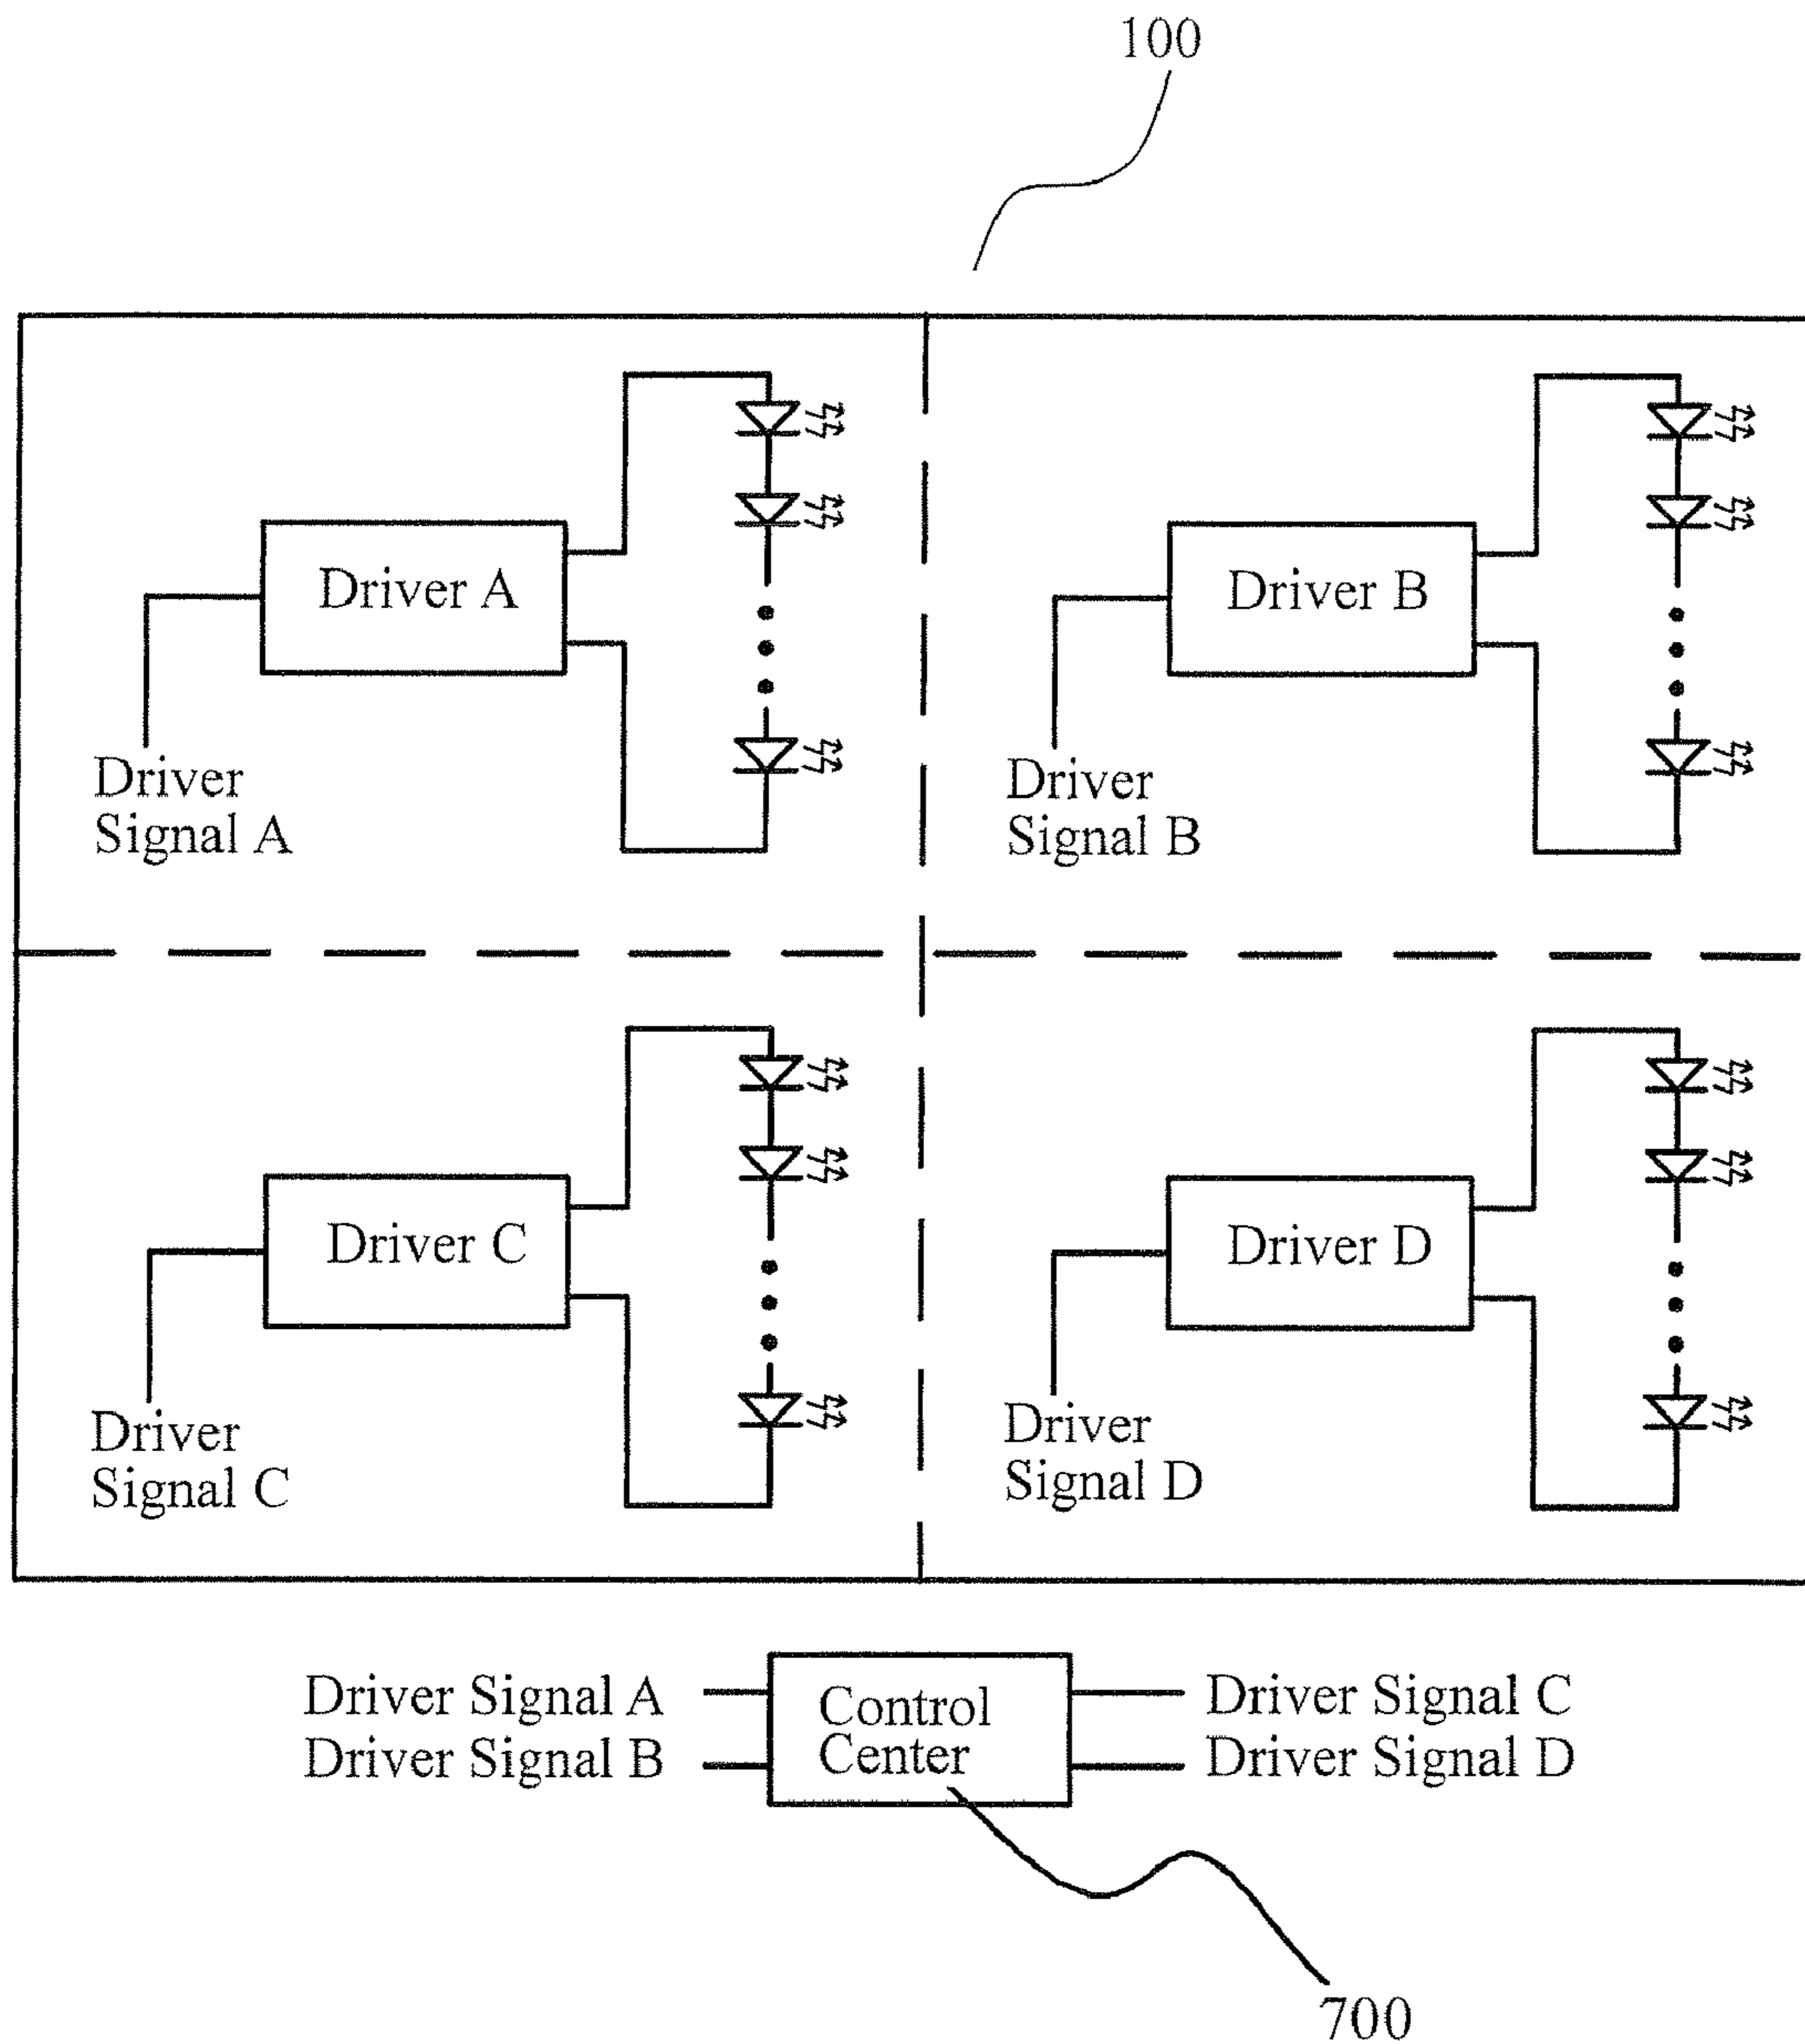 100
Driver A
Driver
Signal A
Driver B
Driver
Signal B
Driver C
Driver
Signal C
Driver D
Driver
Signal D
Driver Signal A
Driver Signal B
Control
Center
Driver Signal C
Driver Signal D
700